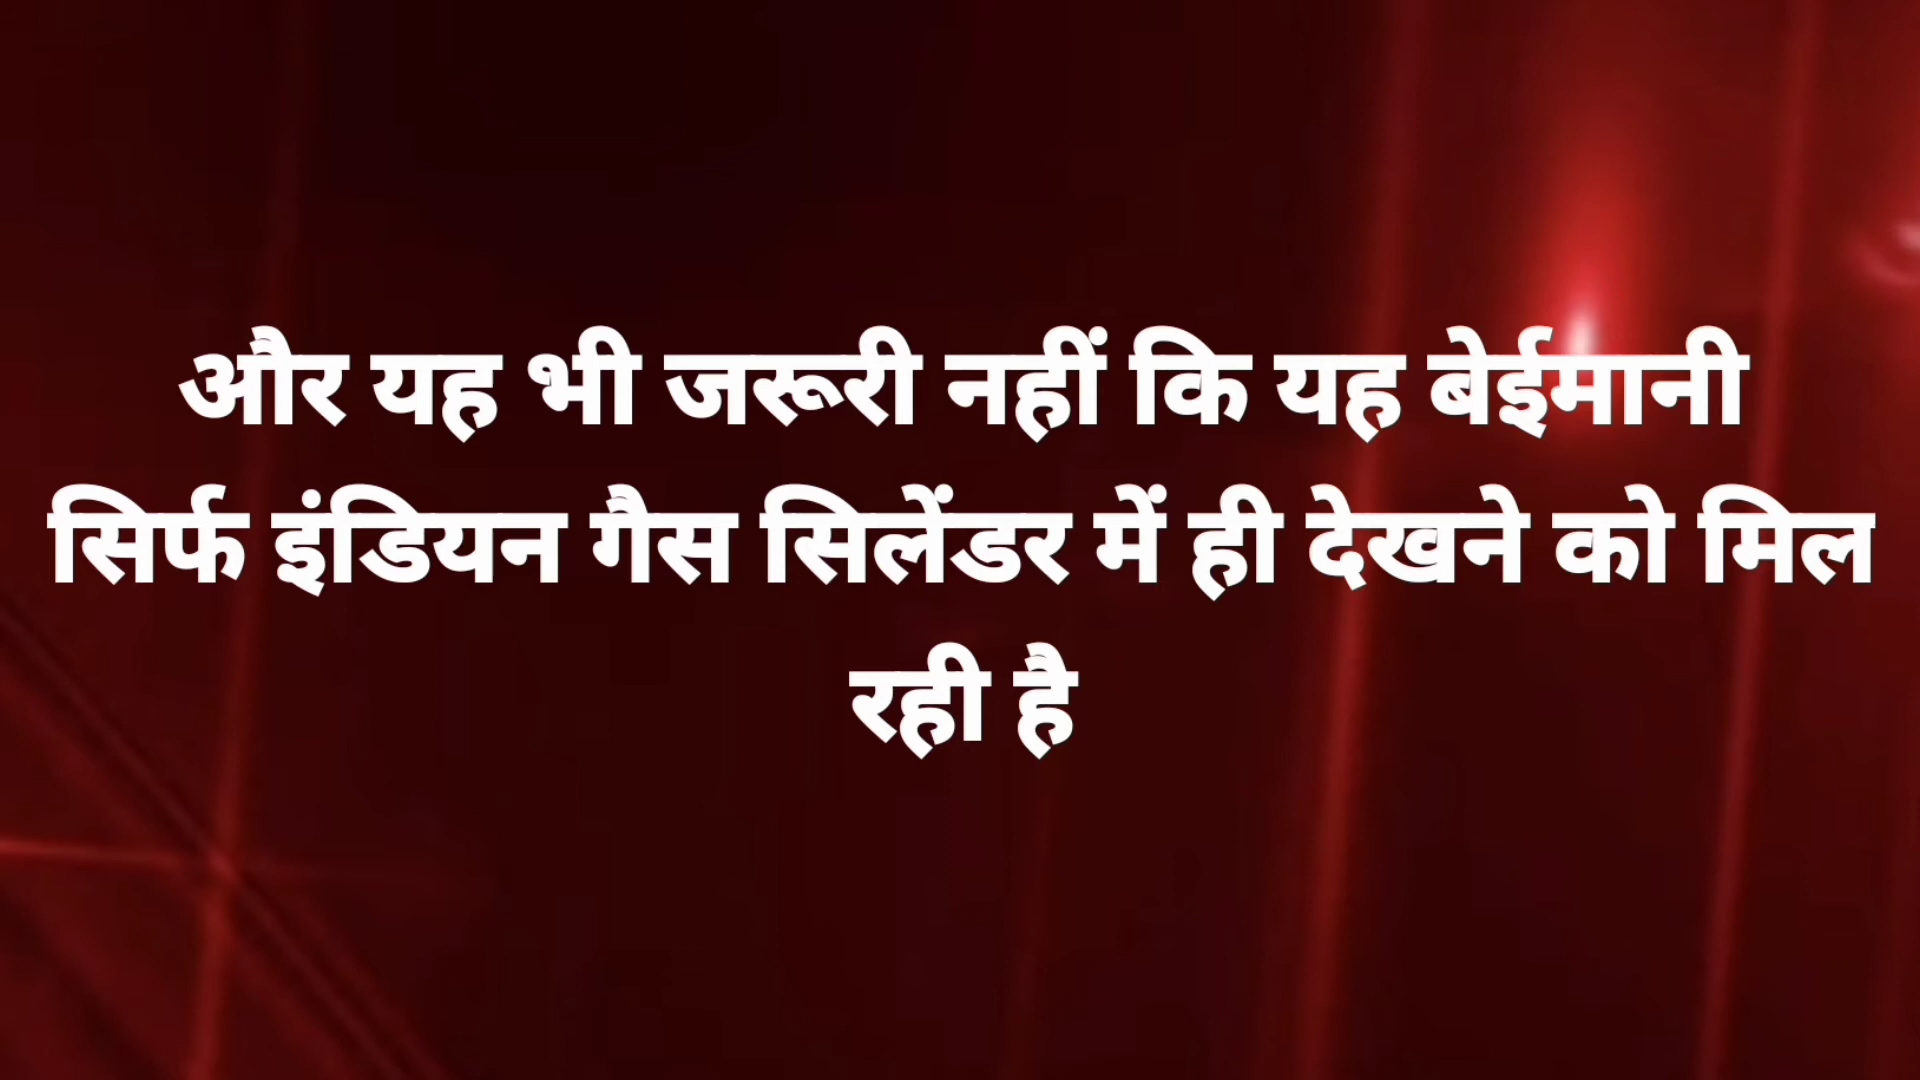 और यह भी जरूरी नहीं कि यह बेईमानी
सिर्फ इंडियन गैस सिलेंडर में ही देखने को मिल
रही है